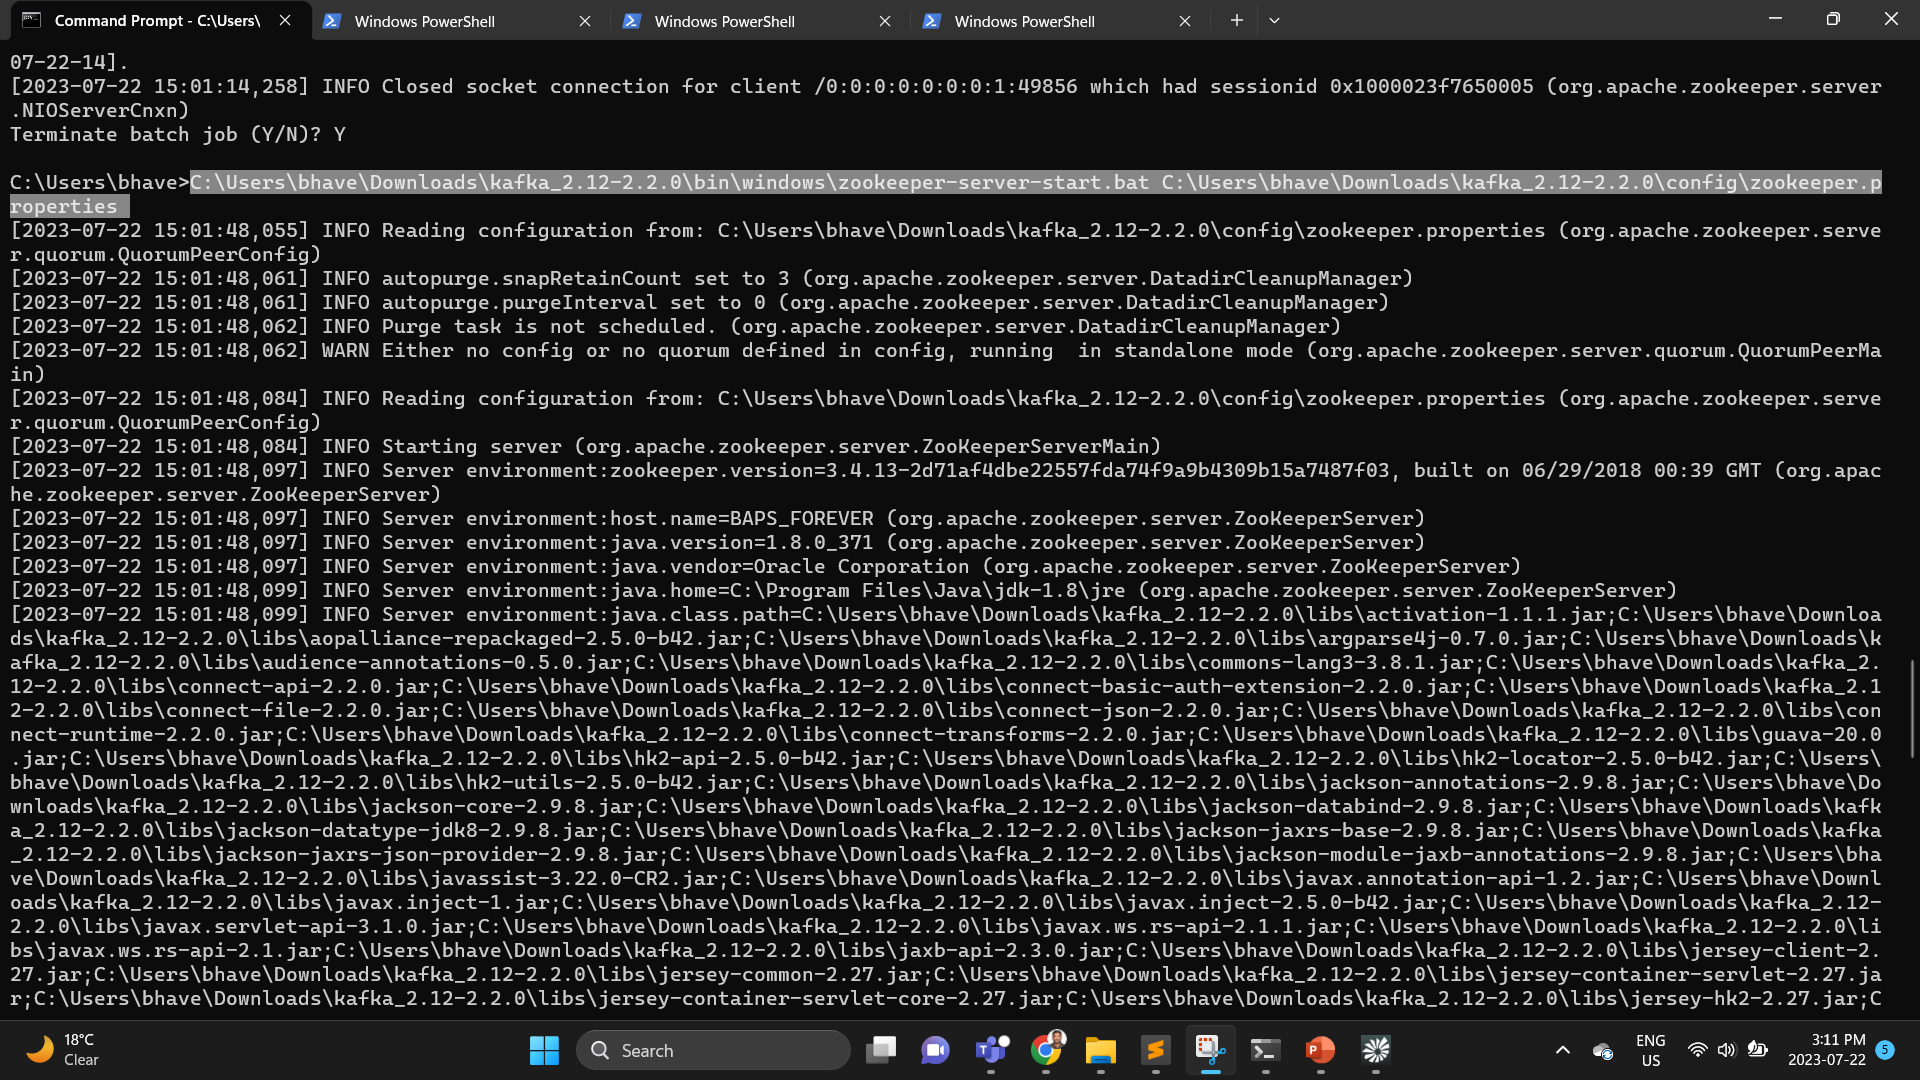 Command Prompt - C:\Users\
Windows PowerShell
Windows PowerShell
Windows PowerShell
07-22-14].
[2023-07-22 15:01:14,258] INFO Closed socket connection for client /0:0:0:0:0:0:0:1:49856 which had sessionid 0x1000023f7650005 (org.apache.zookeeper.server
.NIOServerCnxn)
Terminate batch job (Y/N)? Y
C:\Users\bhave>C:\Users\bhave\Downloads\kafka_2.12-2.2.0\bin\windows\zookeeper-server-start.bat C:\Users\bhave\Downloads\kafka_2.12-2.2.0\config\zookeeper.p
roperties
[2023-07-22 15:01:48,055] INFO Reading configuration from: C:\Users\bhave\Downloads\kafka_2.12-2.2.0\config\zookeeper.properties (org.apache.zookeeper.serve
r.quorum.QuorumPeerConfig)
[2023-07-22 15:01:48,061] INFO autopurge.snapRetainCount set to 3 (org.apache.zookeeper.server.DatadirCleanupManager)
[2023-07-22 15:01:48,061] INFO autopurge.purgeInterval set to 0 (org.apache.zookeeper.server.DatadirCleanupManager)
[2023-07-22 15:01:48,062] INFO Purge task is not scheduled. (org.apache.zookeeper.server.DatadirCleanupManager)
[2023-07-22 15:01:48,062] WARN Either no config or no quorum defined in config, running  in standalone mode (org.apache.zookeeper.server.quorum.QuorumPeerMa
in)
[2023-07-22 15:01:48,084] INFO Reading configuration from: C:\Users\bhave\Downloads\kafka_2.12-2.2.0\config\zookeeper.properties (org.apache.zookeeper.serve
r.quorum.QuorumPeerConfig)
[2023-07-22 15:01:48,084] INFO Starting server (org.apache.zookeeper.server.ZooKeeperServerMain)
[2023-07-22 15:01:48,097] INFO Server environment:zookeeper.version=3.4.13-2d71af4dbe22557fda74f9a9b4309b15a7487f03, built on 06/29/2018 00:39 GMT (org.apac
he.zookeeper.server.ZooKeeperServer)
[2023-07-22 15:01:48,097] INFO Server environment:host.name=BAPS_FOREVER (org.apache.zookeeper.server.ZooKeeperServer)
[2023-07-22 15:01:48,097] INFO Server environment:java.version=1.8.0_371 (org.apache.zookeeper.server.ZooKeeperServer)
[2023-07-22 15:01:48,097] INFO Server environment:java.vendor=Oracle Corporation (org.apache.zookeeper.server.ZooKeeperServer)
[2023-07-22 15:01:48,099] INFO Server environment:java.home=C:\Program Files\Java\jdk-1.8\jre (org.apache.zookeeper.server.ZooKeeperServer)
[2023-07-22 15:01:48,099] INFO Server environment:java.class.path=C:\Users\bhave\Downloads\kafka_2.12-2.2.0\libs\activation-1.1.1.jar;C:\Users\bhave\Downloa
ds\kafka_2.12-2.2.0\libs\aopalliance-repackaged-2.5.0-b42.jar;C:\Users\bhave\Downloads\kafka_2.12-2.2.0\libs\argparse4j-0.7.0.jar;C:\Users\bhave\Downloads\k
afka_2.12-2.2.0\libs\audience-annotations-0.5.0.jar;C:\Users\bhave\Downloads\kafka_2.12-2.2.0\libs\commons-lang3-3.8.1.jar;C:\Users\bhave\Downloads\kafka_2.
12-2.2.0\libs\connect-api-2.2.0.jar;C:\Users\bhave\Downloads\kafka_2.12-2.2.0\libs\connect-basic-auth-extension-2.2.0.jar;C:\Users\bhave\Downloads\kafka_2.1
2-2.2.0\libs\connect-file-2.2.0.jar;C:\Users\bhave\Downloads\kafka_2.12-2.2.0\libs\connect-json-2.2.0.jar;C:\Users\bhave\Downloads\kafka_2.12-2.2.0\libs\con
nect-runtime-2.2.0.jar;C:\Users\bhave\Downloads\kafka_2.12-2.2.0\libs\connect-transforms-2.2.0.jar;C:\Users\bhave\Downloads\kafka_2.12-2.2.0\libs\guava-20.0
.jar;C:\Users\bhave\Downloads\kafka_2.12-2.2.0\libs\hk2-api-2.5.0-b42.jar;C:\Users\bhave\Downloads\kafka_2.12-2.2.0\libs\hk2-locator-2.5.0-b42.jar;C:\Users\
bhave\Downloads\kafka_2.12-2.2.0\libs\hk2-utils-2.5.0-b42.jar;C:\Users\bhave\Downloads\kafka_2.12-2.2.0\libs\jackson-annotations-2.9.8.jar;C:\Users\bhave\Do
wnloads\kafka_2.12-2.2.0\libs\jackson-core-2.9.8.jar;C:\Users\bhave\Downloads\kafka_2.12-2.2.0\libs\jackson-databind-2.9.8.jar;C:\Users\bhave\Downloads\kafk
a_2.12-2.2.0\libs\jackson-datatype-jdk8-2.9.8.jar;C:\Users\bhave\Downloads\kafka_2.12-2.2.0\libs\jackson-jaxrs-base-2.9.8.jar;C:\Users\bhave\Downloads\kafka
_2.12-2.2.0\libs\jackson-jaxrs-json-provider-2.9.8.jar;C:\Users\bhave\Downloads\kafka_2.12-2.2.0\libs\jackson-module-jaxb-annotations-2.9.8.jar;C:\Users\bha
ve\Downloads\kafka_2.12-2.2.0\libs\javassist-3.22.0-CR2.jar;C:\Users\bhave\Downloads\kafka_2.12-2.2.0\libs\javax.annotation-api-1.2.jar;C:\Users\bhave\Downl
oads\kafka_2.12-2.2.0\libs\javax.inject-1.jar;C:\Users\bhave\Downloads\kafka_2.12-2.2.0\libs\javax.inject-2.5.0-b42.jar;C:\Users\bhave\Downloads\kafka_2.12-
2.2.0\libs\javax.servlet-api-3.1.0.jar;C:\Users\bhave\Downloads\kafka_2.12-2.2.0\libs\javax.ws.rs-api-2.1.1.jar;C:\Users\bhave\Downloads\kafka_2.12-2.2.0\li
bs\javax.ws.rs-api-2.1.jar;C:\Users\bhave\Downloads\kafka_2.12-2.2.0\libs\jaxb-api-2.3.0.jar;C:\Users\bhave\Downloads\kafka_2.12-2.2.0\libs\jersey-client-2.
27.jar;C:\Users\bhave\Downloads\kafka_2.12-2.2.0\libs\jersey-common-2.27.jar;C:\Users\bhave\Downloads\kafka_2.12-2.2.0\libs\jersey-container-servlet-2.27.ja
r;C:\Users\bhave\Downloads\kafka_2.12-2.2.0\libs\jersey-container-servlet-core-2.27.jar;C:\Users\bhave\Downloads\kafka_2.12-2.2.0\libs\jersey-hk2-2.27.jar;C
18°C
Clear
Search
ENG
US
3:11 PM
2023-07-22
5